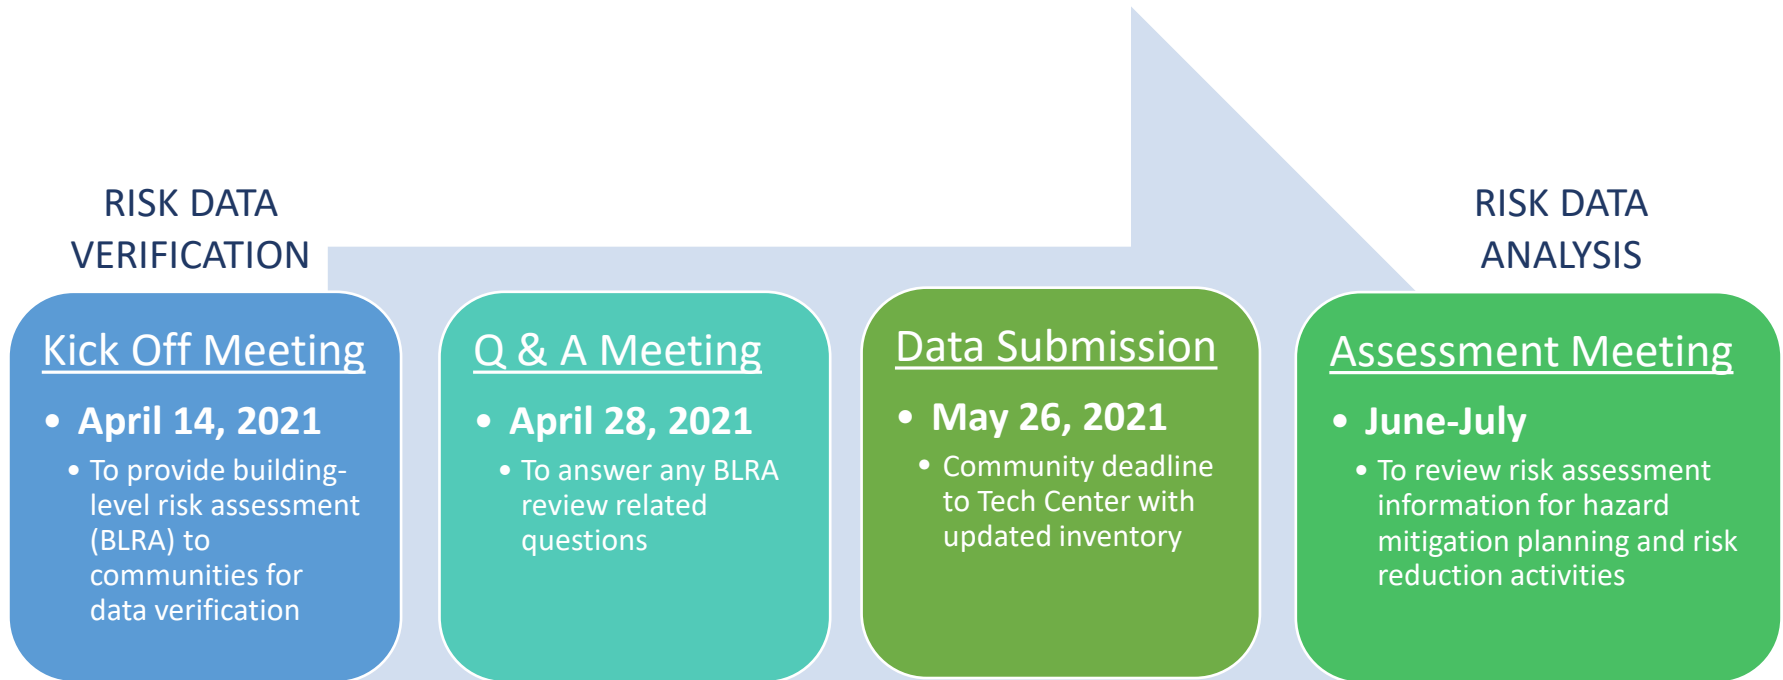 RISK DATA
VERIFICATION
RISK DATA
ANALYSIS
Kick Off Meeting
• April 14, 2021
• To provide building-
level risk assessment
(BLRA) to
communities for
data verification
Q & A Meeting
• April 28, 2021
• To answer any BLRA
review related
questions
Data Submission
• May 26, 2021
• Community deadline
to Tech Center with
updated inventory
Assessment Meeting
• June-July
• To review risk assessment
information for hazard
mitigation planning and risk
reduction activities